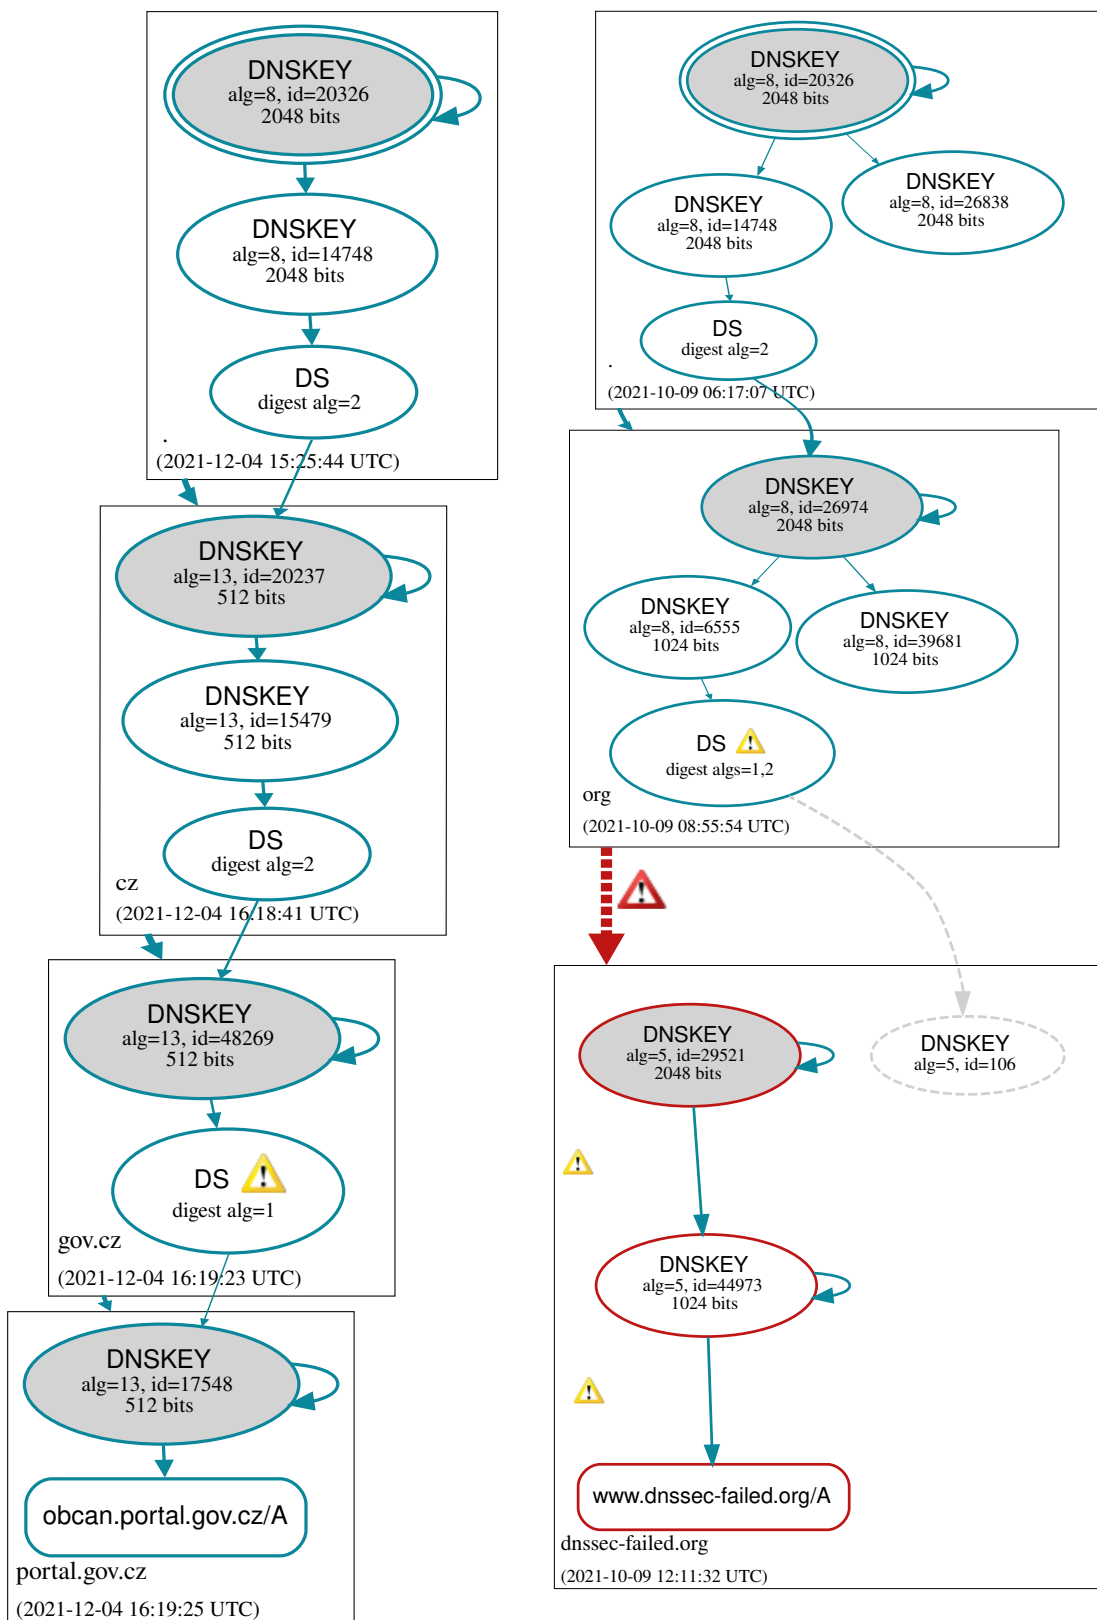 DNSKEY
alg=8, id=20326
2048 bits
DNSKEY
alg=8, id=14748
2048 bits
DS
digest alg=2
.
(2021-12-04 15:25:44 UTC)
DNSKEY
alg=13, id=20237
512 bits
DNSKEY
alg=13, id=15479
512 bits
DS
digest alg=2
cz
(2021-12-04 16:18:41 UTC)
DNSKEY
alg=13, id=48269
512 bits
DS
digest alg=1
gov.cz
(2021-12-04 16:19:23 UTC)
DNSKEY
alg=13, id=17548
512 bits
obcan.portal.gov.cz/A
portal.gov.cz
(2021-12-04 16:19:25 UTC)
DNSKEY
alg=8, id=20326
2048 bits
DNSKEY
alg=8, id=14748
2048 bits
DNSKEY
alg=8, id=26838
2048 bits
DS
digest alg=2
.
(2021-10-09 06:17:07 UTC)
DNSKEY
alg=8, id=26974
2048 bits
DNSKEY
alg=8, id=6555
1024 bits
DNSKEY
alg=8, id=39681
1024 bits
DS
digest algs=1,2
org
(2021-10-09 08:55:54 UTC)
DNSKEY
alg=5, id=29521
2048 bits
DNSKEY
alg=5, id=106
DNSKEY
alg=5, id=44973
1024 bits
www.dnssec-failed.org/A
dnssec-failed.org
(2021-10-09 12:11:32 UTC)